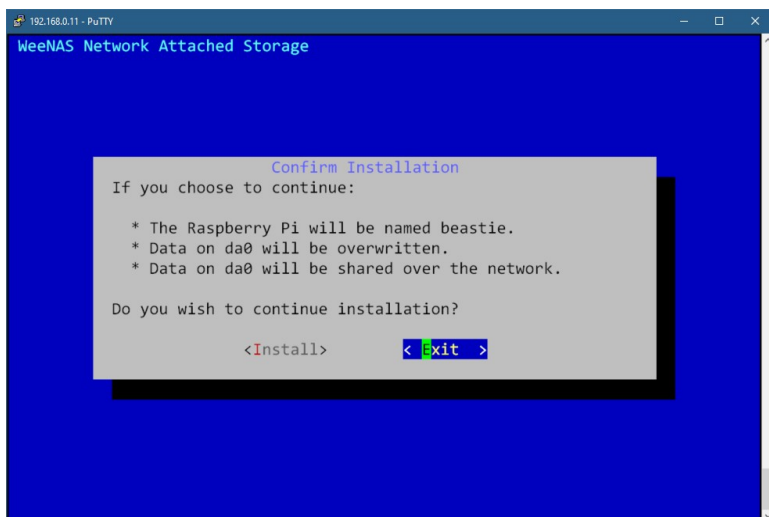 192.168.0.11 - PuTTY
WeeNAS Network Attached Storage
Confirm Installation
If you choose to continue:
* The Raspberry Pi will be named beastie.
* Data on da0 will be overwritten.
* Data on da0 will be shared over the network.
Do you wish to continue installation?
<Install> < Exit >